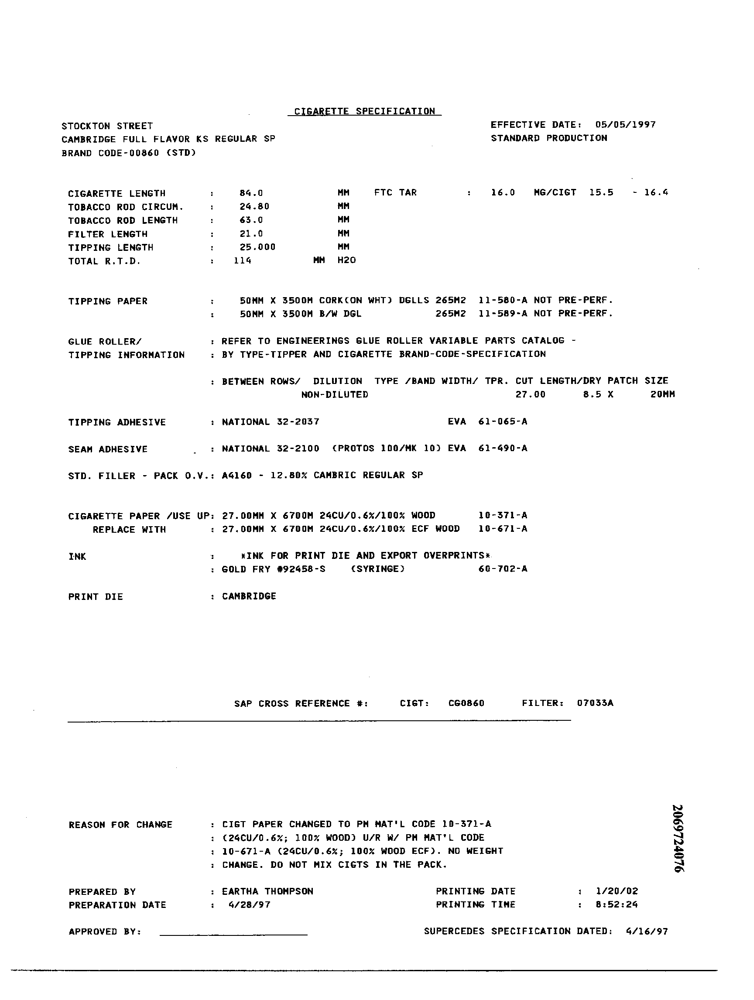 CIGARETTE SPECIFICATION
STOCKTON STREET EFFECTIVE DATE: 05/05/1997
CAMBRIDGE FULL FLAVOR KS REGULAR SP STANDARD PRODUCTION
BRAND CODE-00860 (STD)
CIGARETTE LENGTH : 84.0 MM FTC TAR : 16.0 MG/CIGT 15.5 - 16.4
TOBACCO ROD CIRCUM. : 24.80 MM
TOBACCO ROD LENGTH : 63.0 MM
FILTER LENGTH : 21.0 MM
TIPPING LENGTH : 25.000 MM
TOTAL R.T.D. : 114 MM H2O
TIPPING PAPER : 50MM X 3500M CORK(ON WHT) DGLLS 265M2 11-580-A NOT PRE-PERF.
: 50MM X 3500M B/W DGL 265M2 11-589-A NOT PRE-PERF.
GLUE ROLLER/ : REFER TO ENGINEERINGS GLUE ROLLER VARIABLE PARTS CATALOG -
TIPPING INFORMATION : BY TYPE-TIPPER AND CIGARETTE BRAND-CODE-SPECIFICATION
: BETWEEN ROWS/ DILUTION TYPE /BAND WIDTH/ TPR. CUT LENGTH/DRY PATCH SIZE
NON-DILUTED 27.00 8.5 X 20MM
TIPPING ADHESIVE : NATIONAL 32-2037 EVA 61-065-A
SEAM ADHESIVE : NATIONAL 32-2100 (PROTOS 100/MK 10) EVA 61-490-A
STD. FILLER - PACK O.V.: A4160 - 12.80% CAMBRIC REGULAR SP
CIGARETTE PAPER /USE UP: 27.00MM X 6700M 24CU/0.6%/100% WOOD 10-371-A
REPLACE WITH : 27.00MM X 6700M 24CU/0.6%/100% ECF WOOD 10-671-A
INK : *INK FOR PRINT DIE AND EXPORT OVERPRINTS*
: GOLD FRY #92458-S (SYRINGE) 60-702-A
PRINT DIE : CAMBRIDGE
SAP CROSS REFERENCE #: CIGT: CG0860 FILTER: 07033A
REASON FOR CHANGE : CIGT PAPER CHANGED TO PM MAT'L CODE 10-371-A
: (24CU/0.6%; 100% WOOD) U/R W/ PM MAT'L CODE
: 10-671-A (24CU/0.6%; 100% WOOD ECF). NO WEIGHT
: CHANGE. DO NOT MIX CIGTS IN THE PACK.
PREPARED BY : EARTHA THOMPSON PRINTING DATE : 1/20/02
PREPARATION DATE : 4/28/97 PRINTING TIME : 8:52:24
APPROVED BY: SUPERCEDES SPECIFICATION DATED: 4/16/97
2069724076